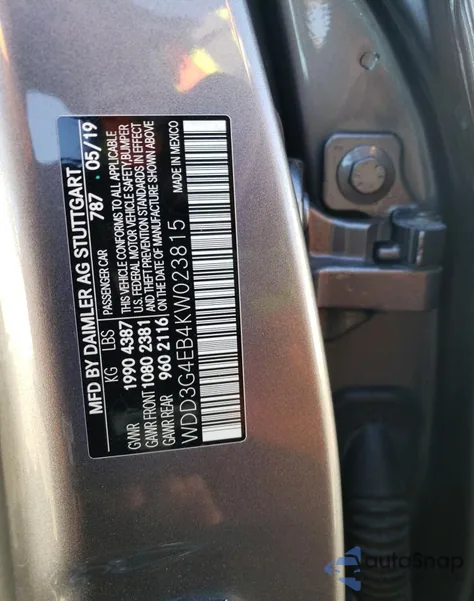 MFD BY DAIMLER AG STUTTGART
PASSENGER CAR 787 05/19
KG LBS
GVWR 1990 4387
GAWR FRONT 1080 2381
GAWR REAR 960 2116
THIS VEHICLE CONFORMS TO ALL APPLICABLE
U.S. FEDERAL MOTOR VEHICLE SAFETY, BUMPER
AND THEFT PREVENTION STANDARDS IN EFFECT
ON THE DATE OF MANUFACTURE SHOWN ABOVE
WDD3G4EB4KW023815
MADE IN MEXICO
autoSnap